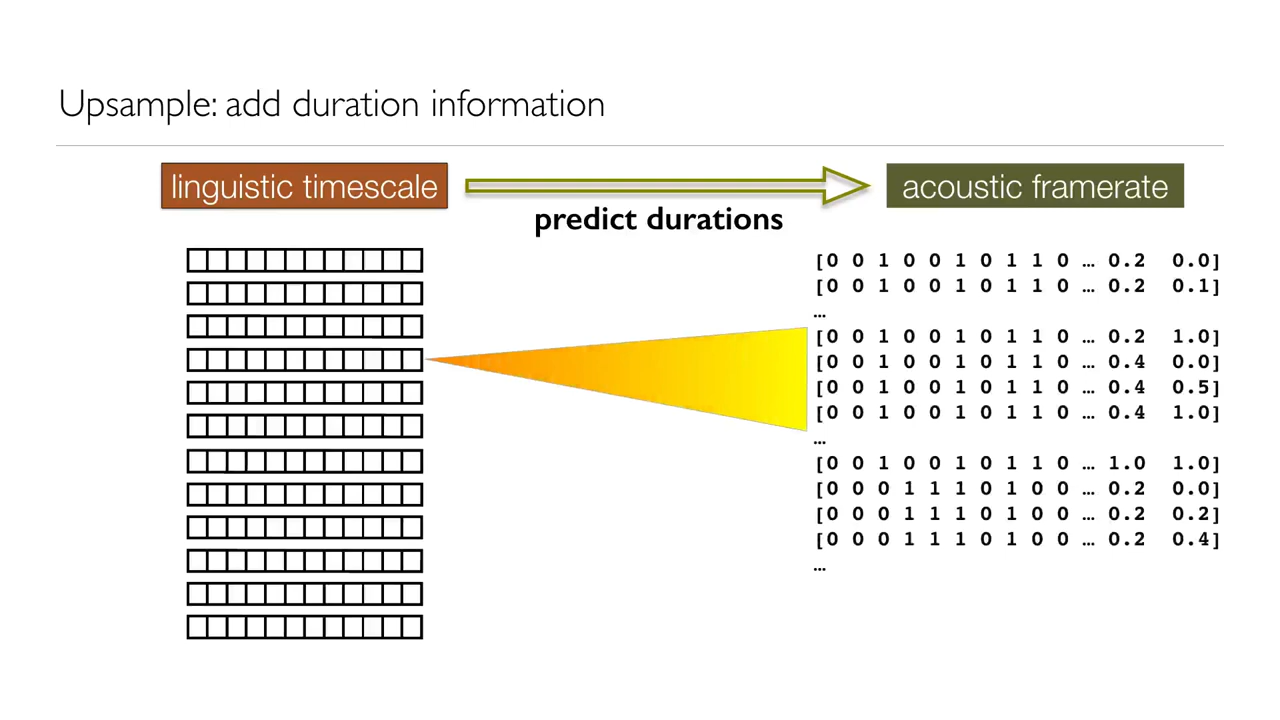 Upsample: add duration information
linguistic timescale
predict durations
acoustic framerate
[0 0 1 0 0 1 0 1 1 0 … 0.2 0.0]
[0 0 1 0 0 1 0 1 1 0 … 0.2 0.1]
…
[0 0 1 0 0 1 0 1 1 0 … 0.2 1.0]
[0 0 1 0 0 1 0 1 1 0 … 0.4 0.0]
[0 0 1 0 0 1 0 1 1 0 … 0.4 0.5]
[0 0 1 0 0 1 0 1 1 0 … 0.4 1.0]
…
[0 0 1 0 0 1 0 1 1 0 … 1.0 1.0]
[0 0 0 1 1 1 0 1 0 0 … 0.2 0.0]
[0 0 0 1 1 1 0 1 0 0 … 0.2 0.2]
[0 0 0 1 1 1 0 1 0 0 … 0.2 0.4]
…